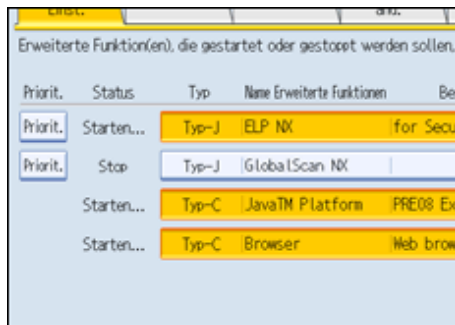 Einst.
änd.
Erweiterte Funktion(en), die gestartet oder gestoppt werden sollen,
Priorit. Status Typ Name Erweiterte Funktionen Be
Priorit. Starten... Typ-J ELP NX for Secu
Priorit. Stop Typ-J GlobalScan NX
Starten... Typ-C JavaTM Platform PRE08 Ex
Starten... Typ-C Browser Web brow